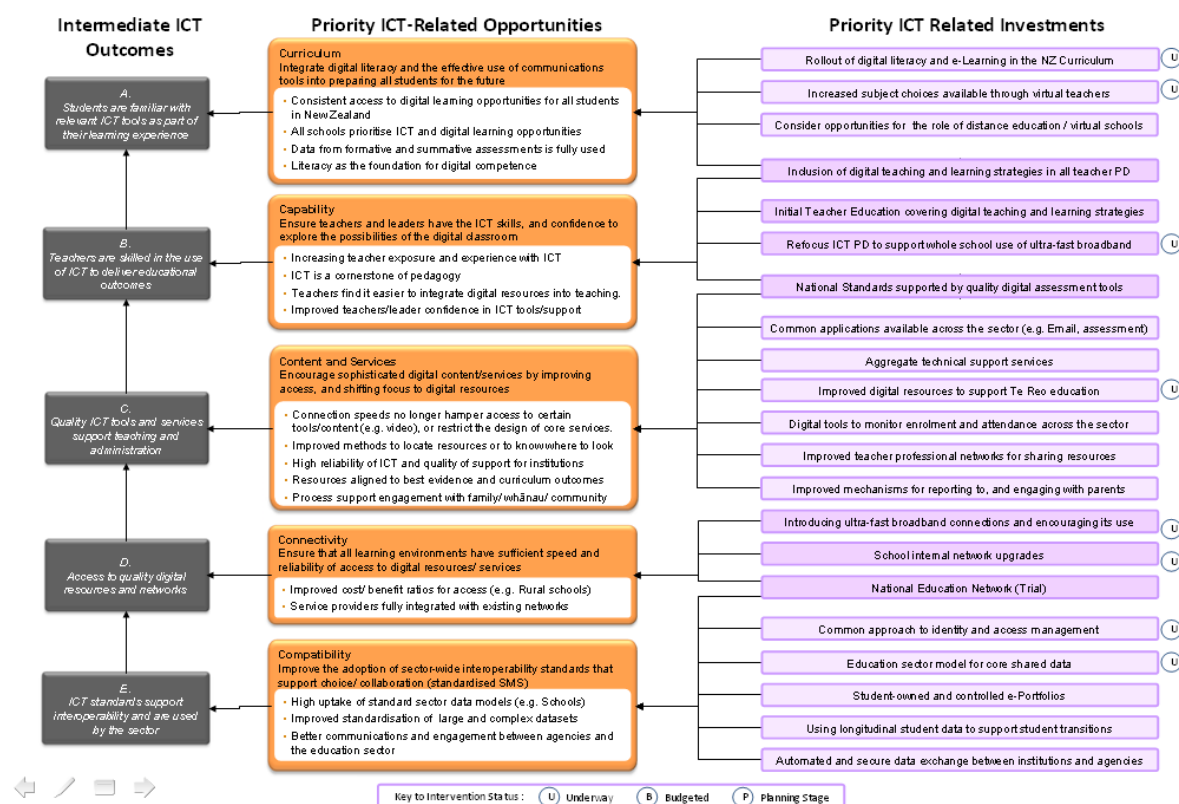 Intermediate ICT
Outcomes
Priority ICT-Related Opportunities
Priority ICT Related Investments
A.
Students are familiar with
relevant ICT tools as part of
their learning experience
B.
Teachers are skilled in the
use of ICT to deliver educational
outcomes
C.
Quality ICT tools and services
support teaching and
administration
D.
Access to quality digital
resources and networks
E.
ICT standards support
interoperability and are used
by the sector
Curriculum
Integrate digital literacy and the effective use of communications
tools into preparing all students for the future
• Consistent access to digital learning opportunities for all students
in New Zealand
• All schools prioritise ICT and digital learning opportunities
• Data from formative and summative assessments is fully used
• Literacy as the foundation for digital competence
Capability
Ensure teachers and leaders have the ICT skills, and confidence to
explore the possibilities of the digital classroom
• Increasing teacher exposure and experience with ICT
• ICT is a cornerstone of pedagogy
• Teachers find it easier to integrate digital resources into teaching.
• Improved teachers/leader confidence in ICT tools/support
Content and Services
Encourage sophisticated digital content/services by improving
access, and shifting focus to digital resources
• Connection speeds no longer hamper access to certain
tools/content (e.g. video), or restrict the design of core services.
• Improved methods to locate resources or to know where to look
• High reliability of ICT and quality of support for institutions
• Resources aligned to best evidence and curriculum outcomes
• Process support engagement with family/ whānau/ community
Connectivity
Ensure that all learning environments have sufficient speed and
reliability of access to digital resources/ services
• Improved cost/ benefit ratios for access (e.g. Rural schools)
• Service providers fully integrated with existing networks
Compatibility
Improve the adoption of sector-wide interoperability standards that
support choice/ collaboration (standardised SMS)
• High uptake of standard sector data models (e.g. Schools)
• Improved standardisation of large and complex datasets
• Better communications and engagement between agencies and
the education sector
Rollout of digital literacy and e-Learning in the NZ Curriculum
U
Increased subject choices available through virtual teachers
U
Consider opportunities for the role of distance education / virtual schools
Inclusion of digital teaching and learning strategies in all teacher PD
Initial Teacher Education covering digital teaching and learning strategies
Refocus ICT PD to support whole school use of ultra-fast broadband
U
National Standards supported by quality digital assessment tools
Common applications available across the sector (e.g. Email, assessment)
Aggregate technical support services
Improved digital resources to support Te Reo education
U
Digital tools to monitor enrolment and attendance across the sector
Improved teacher professional networks for sharing resources
Improved mechanisms for reporting to, and engaging with parents
Introducing ultra-fast broadband connections and encouraging its use
U
School internal network upgrades
U
National Education Network (Trial)
Common approach to identity and access management
U
Education sector model for core shared data
U
Student-owned and controlled e-Portfolios
Using longitudinal student data to support student transitions
Automated and secure data exchange between institutions and agencies
Key to Intervention Status : U Underway B Budgeted P Planning Stage